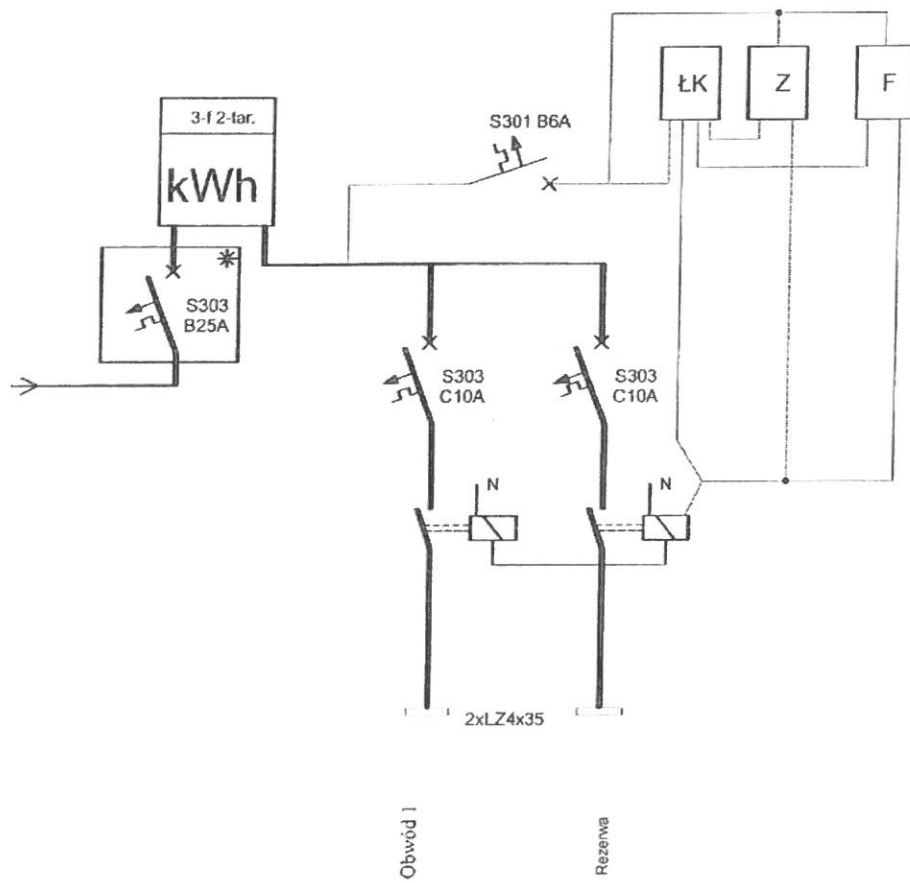 ŁK Z F
3-f 2-tar.
kWh
S301 B6A
S303
B25A
S303
C10A
S303
C10A
N
N
2xLZ4x35
Obwód 1
Rezerwa